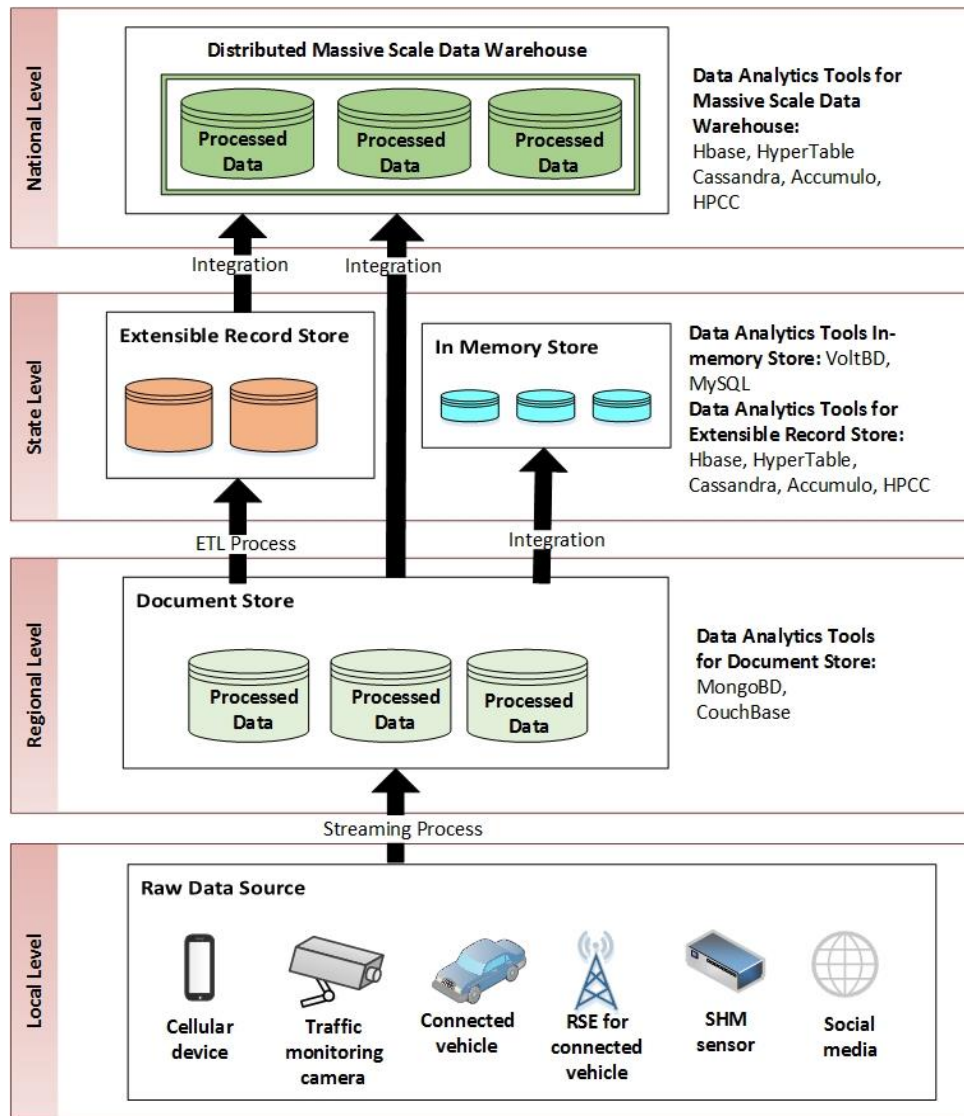 National Level
Distributed Massive Scale Data Warehouse
Processed
Data
Processed
Data
Processed
Data
Data Analytics Tools for
Massive Scale Data
Warehouse:
Hbase, HyperTable
Cassandra, Accumulo,
HPCC
Integration
Integration
State Level
Extensible Record Store
In Memory Store
Data Analytics Tools In-
memory Store: VoltBD,
MySQL
Data Analytics Tools for
Extensible Record Store:
Hbase, HyperTable,
Cassandra, Accumulo, HPCC
ETL Process
Integration
Regional Level
Document Store
Processed
Data
Processed
Data
Processed
Data
Data Analytics Tools
for Document Store:
MongoBD,
CouchBase
Streaming Process
Local Level
Raw Data Source
Cellular
device
Traffic
monitoring
camera
Connected
vehicle
RSE for
connected
vehicle
SHM
sensor
Social
media